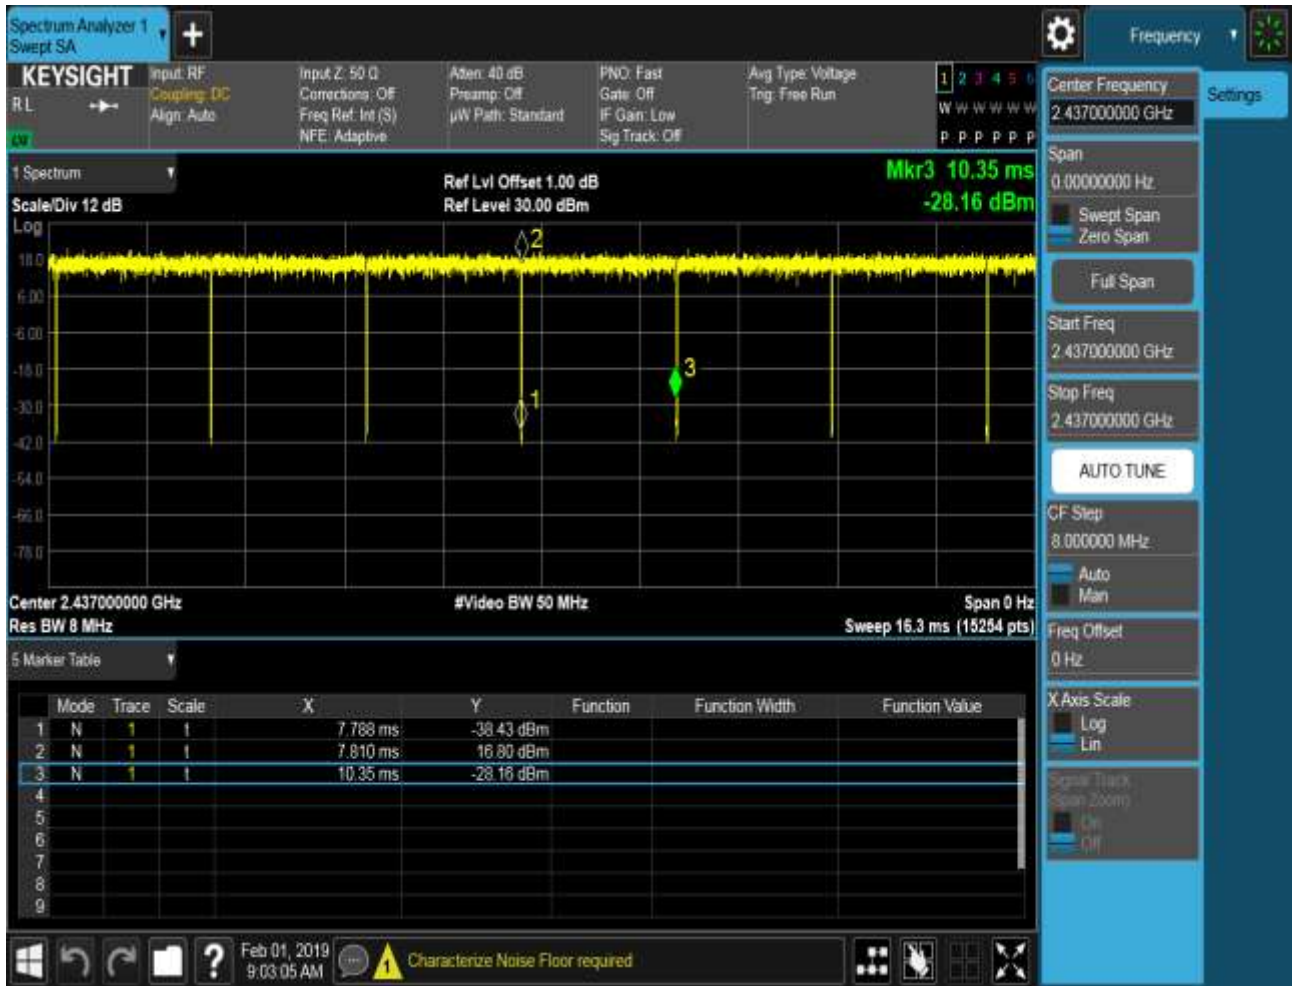 Spectrum Analyzer 1
Swept SA
+
Frequency
KEYSIGHT
R L
Input: RF
Coupling: DC
Align: Auto
Input Z: 50 Ω
Corrections: Off
Freq Ref: Int (S)
NFE: Adaptive
Atten: 40 dB
Preamp: Off
µW Path: Standard
PNO: Fast
Gate: Off
IF Gain: Low
Sig Track: Off
Avg Type: Voltage
Trig: Free Run
1 2 3 4 5 6
W W W W W W
P P P P P P
1 Spectrum
Scale/Div 12 dB
Ref Lvl Offset 1.00 dB
Ref Level 30.00 dBm
Mkr3 10.35 ms
-28.16 dBm
Log
18.0
6.00
-6.00
-18.0
-30.0
-42.0
-54.0
-66.0
-78.0
2
3
1
Center 2.437000000 GHz
#Video BW 50 MHz
Span 0 Hz
Res BW 8 MHz
Sweep 16.3 ms (15254 pts)
5 Marker Table
Mode Trace Scale X Y Function Function Width Function Value
1 N 1 t 7.788 ms -38.43 dBm
2 N 1 t 7.810 ms 16.80 dBm
3 N 1 t 10.35 ms -28.16 dBm
4
5
6
7
8
9
Center Frequency
2.437000000 GHz
Settings
Span
0.00000000 Hz
Swept Span
Zero Span
Full Span
Start Freq
2.437000000 GHz
Stop Freq
2.437000000 GHz
AUTO TUNE
CF Step
8.000000 MHz
Auto
Man
Freq Offset
0 Hz
X Axis Scale
Log
Lin
Signal Track
(Span Zoom)
On
Off
?
Feb 01, 2019
9:03:05 AM
1
Characterize Noise Floor required